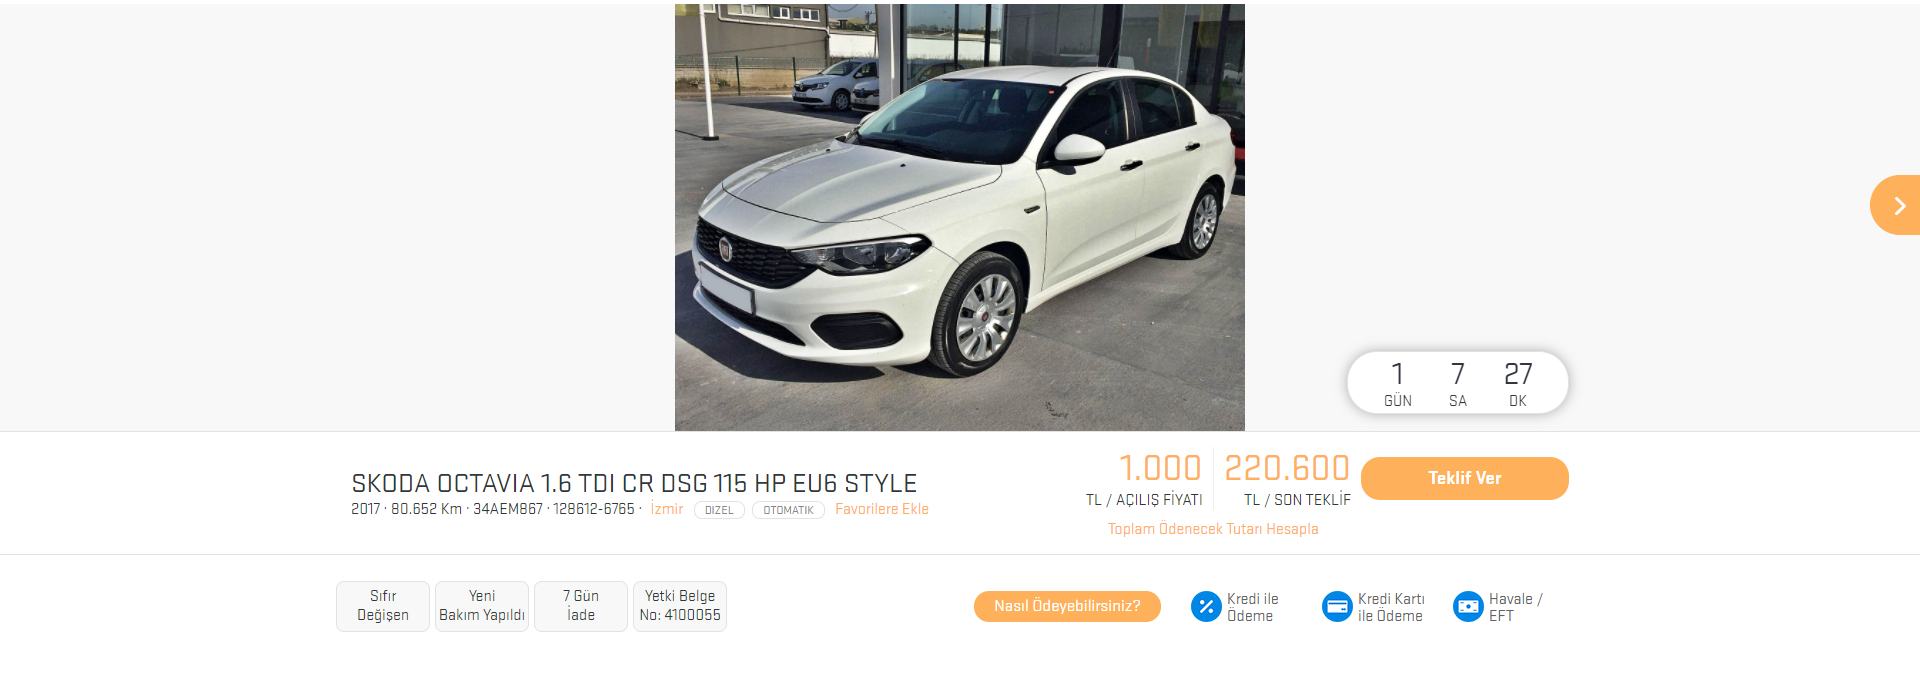 1 7 27
GÜN SA DK
SKODA OCTAVIA 1.6 TDI CR DSG 115 HP EU6 STYLE
2017 · 80.652 Km · 34AEM867 · 128612-6765 · İzmir DIZEL OTOMATIK Favorilere Ekle
1.000 220.600
TL / AÇILIŞ FİYATI TL / SON TEKLİF
Toplam Ödenecek Tutarı Hesapla
Teklif Ver
Sıfır
Değişen
Yeni
Bakım Yapıldı
7 Gün
İade
Yetki Belge
No: 4100055
Nasıl Ödeyebilirsiniz?
Kredi ile
Ödeme
Kredi Kartı
ile Ödeme
Havale /
EFT